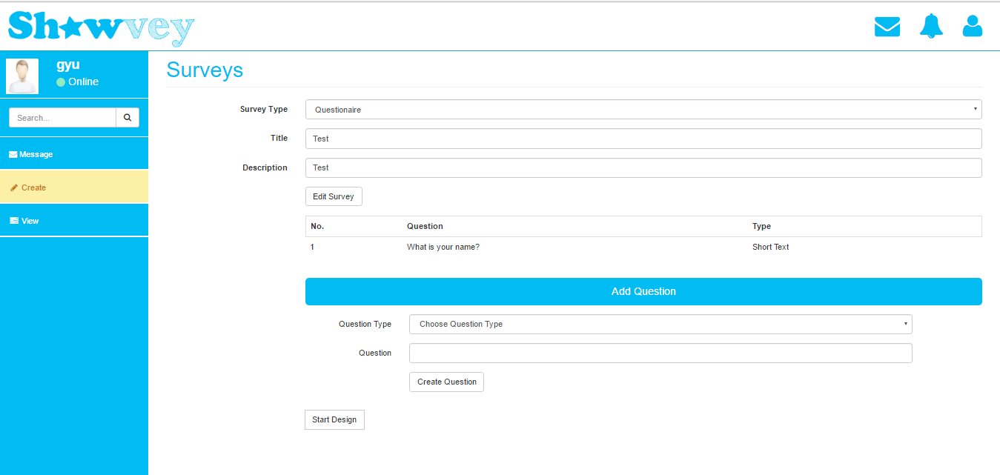 Showvey
gyu
Online
Search...
Message
Create
View
Surveys
Survey Type Questionaire
Title Test
Description Test
Edit Survey
No. Question Type
1 What is your name? Short Text
Add Question
Question Type Choose Question Type
Question
Create Question
Start Design